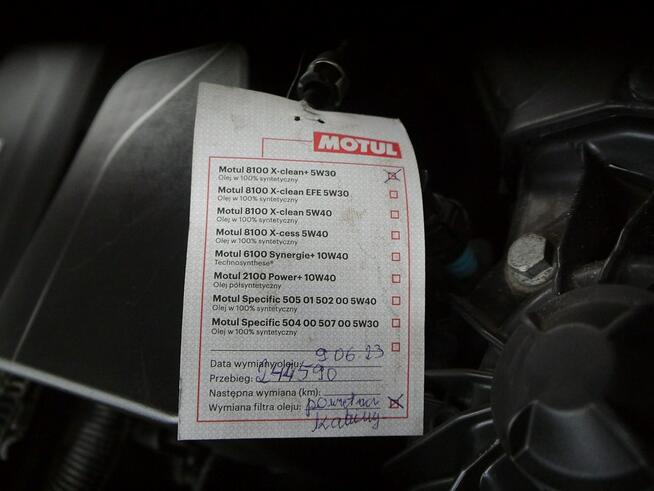 MOTUL
Motul 8100 X-clean+ 5W30
Olej w 100% syntetyczny
Motul 8100 X-clean EFE 5W30
Olej w 100% syntetyczny
Motul 8100 X-clean 5W40
Olej w 100% syntetyczny
Motul 8100 X-cess 5W40
Olej w 100% syntetyczny
Motul 6100 Synergie+ 10W40
Technosynthese®
Motul 2100 Power+ 10W40
Olej półsyntetyczny
Motul Specific 505 01 502 00 5W40
Olej w 100% syntetyczny
Motul Specific 504 00 507 00 5W30
Olej w 100% syntetyczny
Data wymiany oleju: 9 06 23
Przebieg: 244590
Następna wymiana (km):
Wymiana filtra oleju:
kabiny